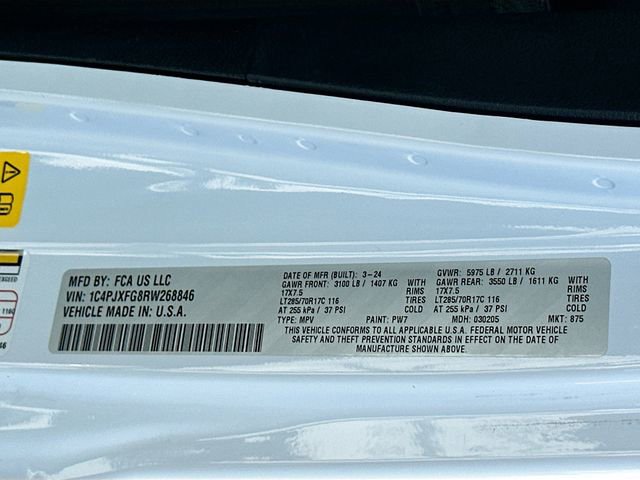 MFD BY: FCA US LLC
VIN: 1C4PJXFG8RW268846
VEHICLE MADE IN: U.S.A.
DATE OF MFR (BUILT): 3-24
GAWR FRONT: 3100 LB / 1407 KG WITH
17X7.5 RIMS
LT285/70R17C 116 TIRES
AT 255 kPa / 37 PSI COLD
GVWR: 5975 LB / 2711 KG
GAWR REAR: 3550 LB / 1611 KG WITH
17X7.5 RIMS
LT285/70R17C 116 TIRES
AT 255 kPa / 37 PSI COLD
TYPE: MPV PAINT: PW7 MDH: 030205 MKT: 875
THIS VEHICLE CONFORMS TO ALL APPLICABLE U.S.A. FEDERAL MOTOR VEHICLE
SAFETY AND THEFT PREVENTION STANDARDS IN EFFECT ON THE DATE OF
MANUFACTURE SHOWN ABOVE.